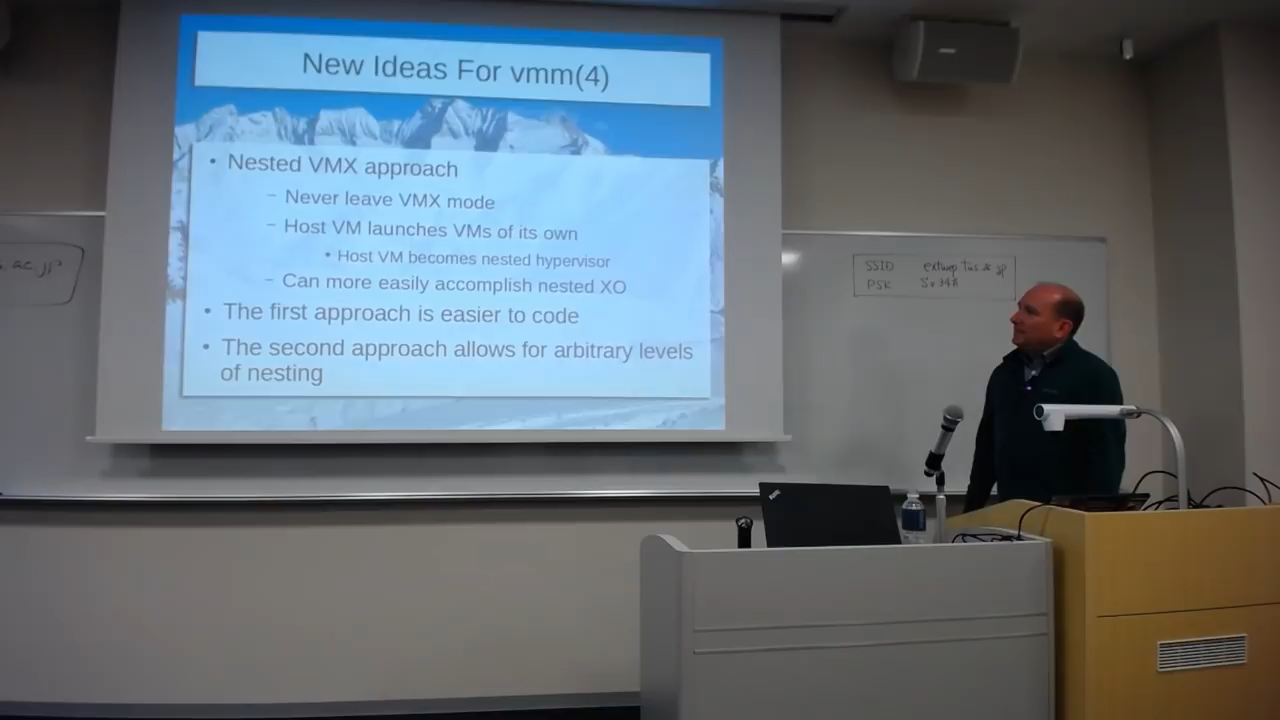 New Ideas For vmm(4)
• Nested VMX approach
– Never leave VMX mode
– Host VM launches VMs of its own
• Host VM becomes nested hypervisor
– Can more easily accomplish nested XO
• The first approach is easier to code
• The second approach allows for arbitrary levels
of nesting
SSID
PSK